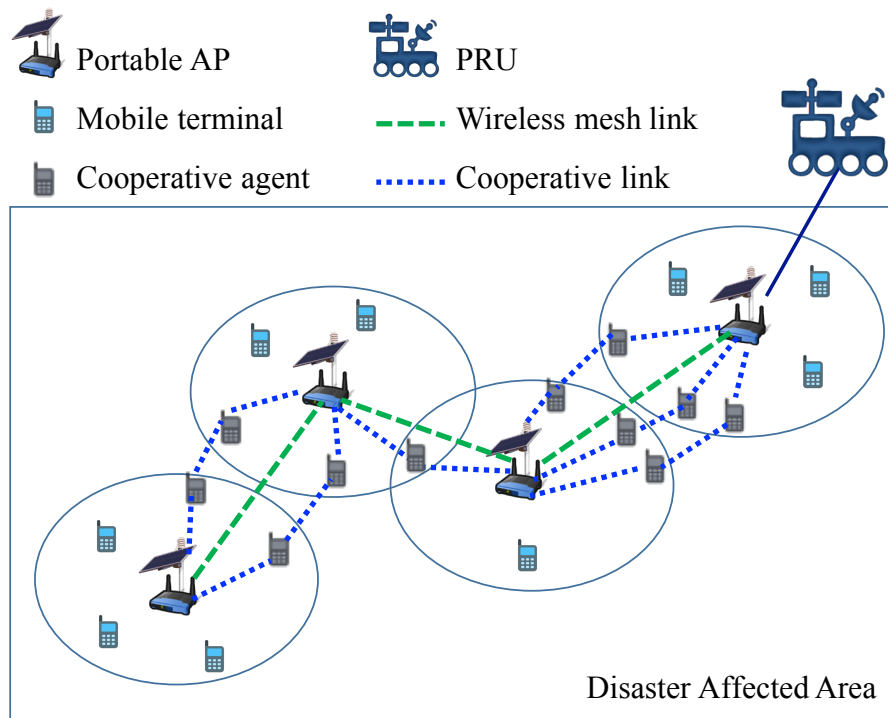 Portable AP PRU
Mobile terminal Wireless mesh link
Cooperative agent Cooperative link
Disaster Affected Area